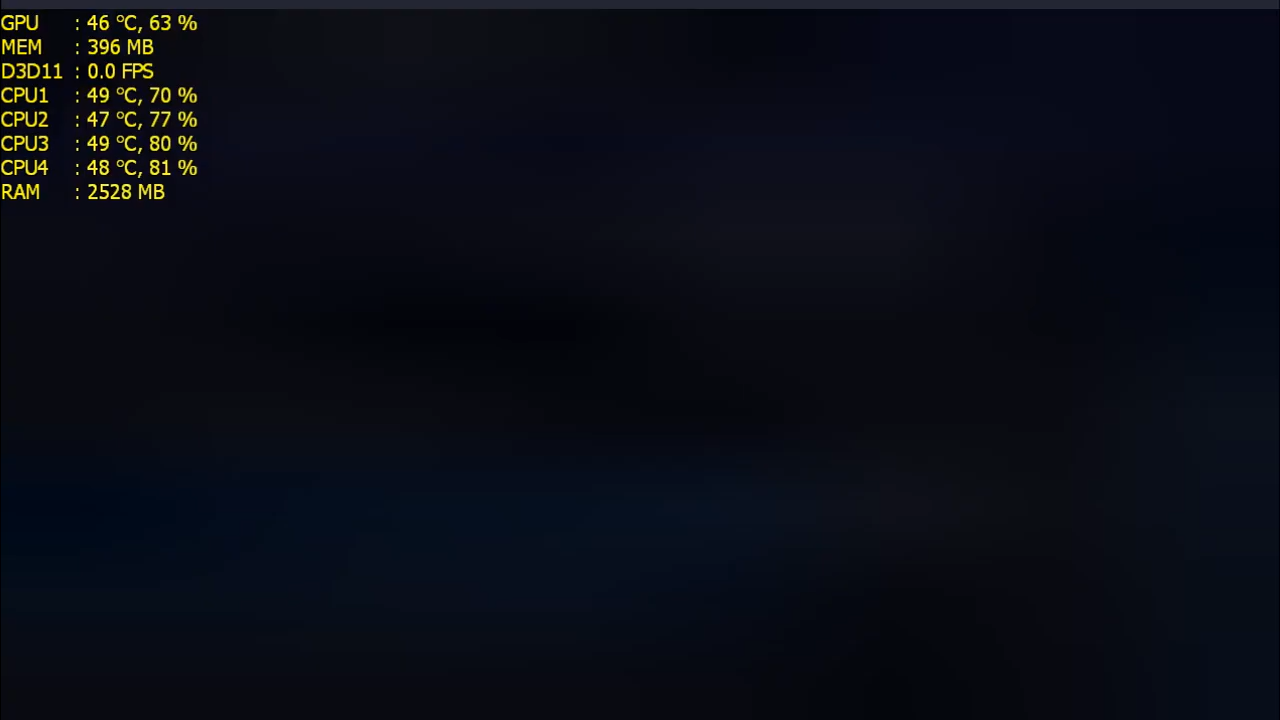 GPU : 46 °C, 63 %
MEM : 396 MB
D3D11 : 0.0 FPS
CPU1 : 49 °C, 70 %
CPU2 : 47 °C, 77 %
CPU3 : 49 °C, 80 %
CPU4 : 48 °C, 81 %
RAM : 2528 MB